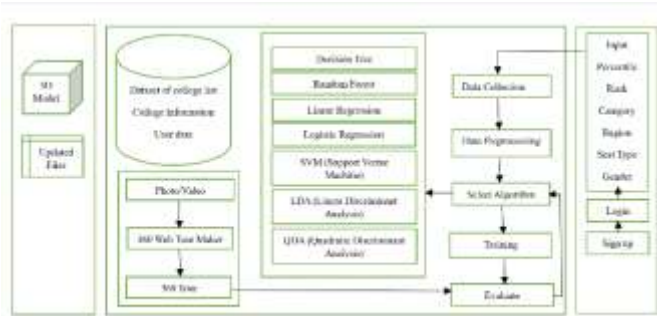 3D
Model
Updated
Files
Dataset of college list
College Information
User data
Photo/Video
360 Web Tour Maker
360 Tour
Decision Tree
Random Forest
Linear Regression
Logistic Regression
SVM (Support Vector
Machine)
LDA (Linear Discriminant
Analysis)
QDA (Quadratic Discriminant
Analysis)
Data Collection
Data Preprocessing
Select Algorithm
Training
Evaluate
Input
Percentile
Rank
Category
Region
Seat Type
Gender
Login
Sign up